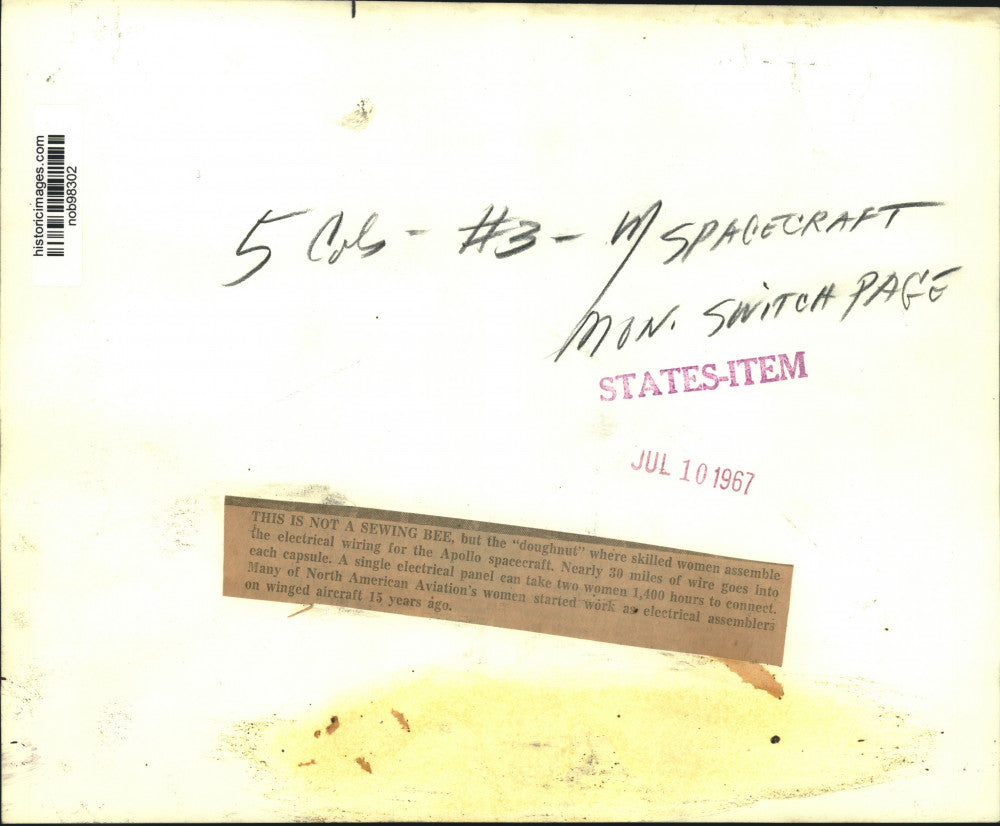 historicimages.com
nob98302
5 Cols - #3 - W/ SPACECRAFT
MON. SWITCH PAGE
STATES-ITEM
JUL 10 1967
THIS IS NOT A SEWING BEE, but the "doughnut" where skilled women assemble
the electrical wiring for the Apollo spacecraft. Nearly 30 miles of wire goes into
each capsule. A single electrical panel can take two women 1,400 hours to connect.
Many of North American Aviation's women started work as electrical assemblers
on winged aircraft 15 years ago.